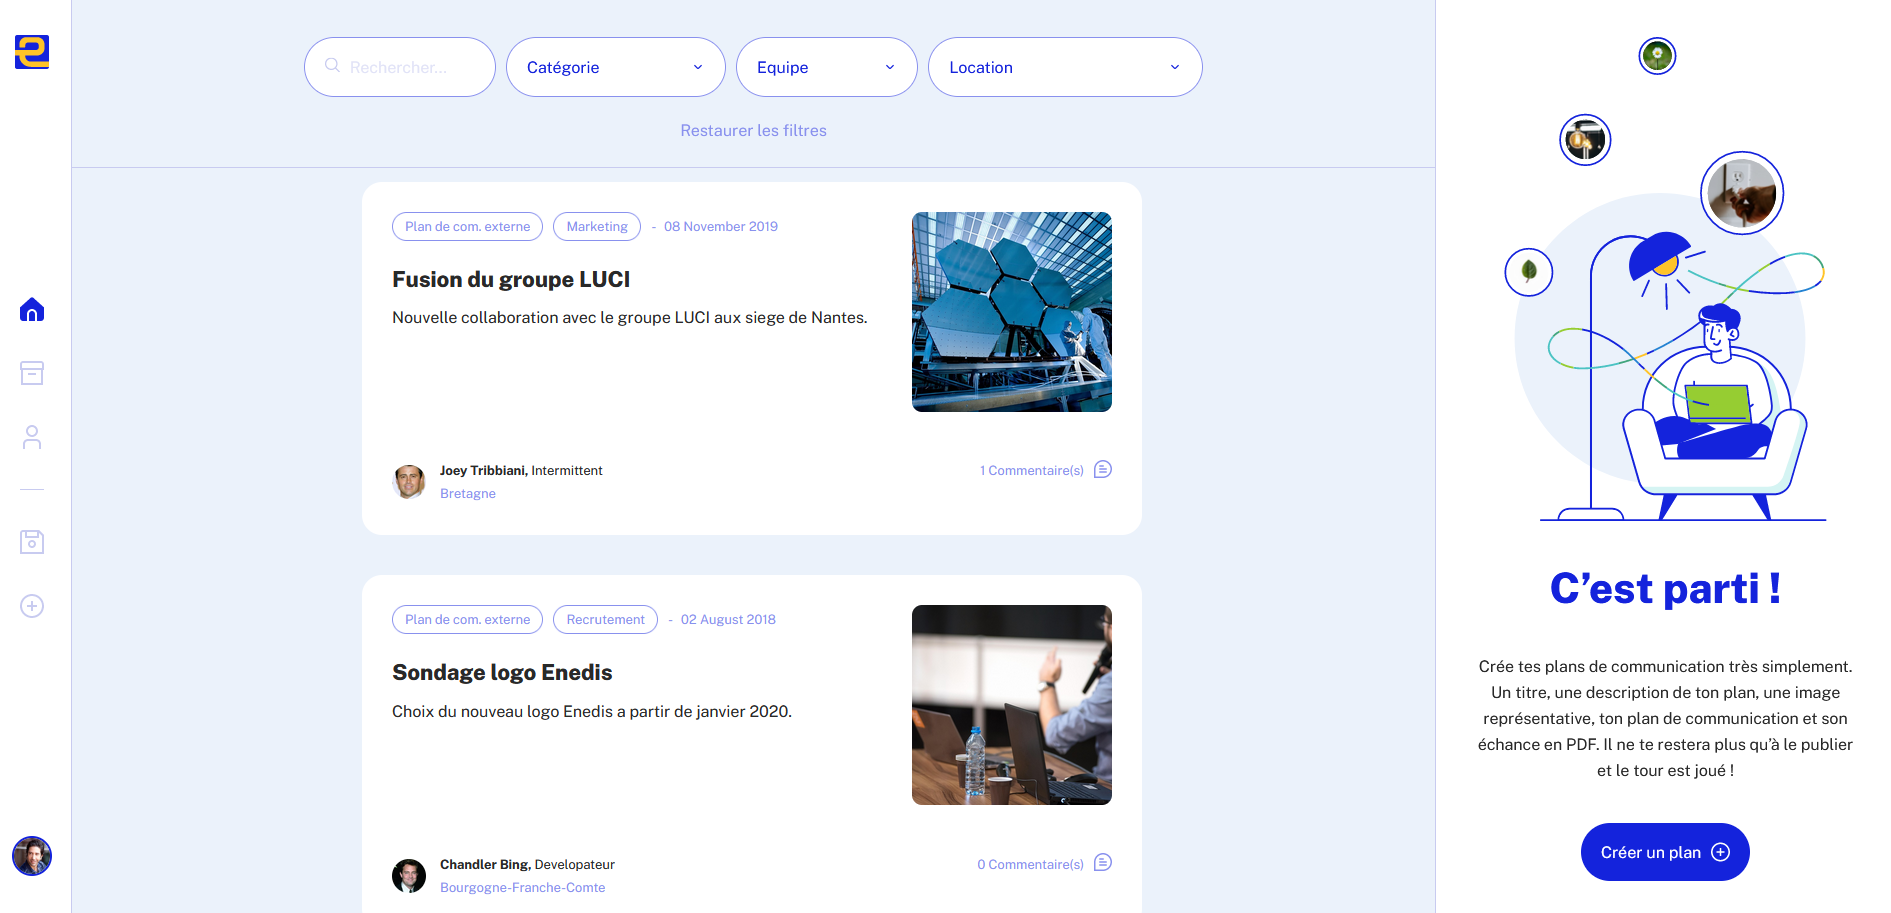 Rechercher...
Catégorie
Equipe
Location
Restaurer les filtres
Plan de com. externe
Marketing
- 08 November 2019
Fusion du groupe LUCI
Nouvelle collaboration avec le groupe LUCI aux siege de Nantes.
Joey Tribbiani, Intermittent
Bretagne
1 Commentaire(s)
Plan de com. externe
Recrutement
- 02 August 2018
Sondage logo Enedis
Choix du nouveau logo Enedis a partir de janvier 2020.
Chandler Bing, Developateur
Bourgogne-Franche-Comte
0 Commentaire(s)
C’est parti !
Crée tes plans de communication très simplement.
Un titre, une description de ton plan, une image
représentative, ton plan de communication et son
échance en PDF. Il ne te restera plus qu’à le publier
et le tour est joué !
Créer un plan